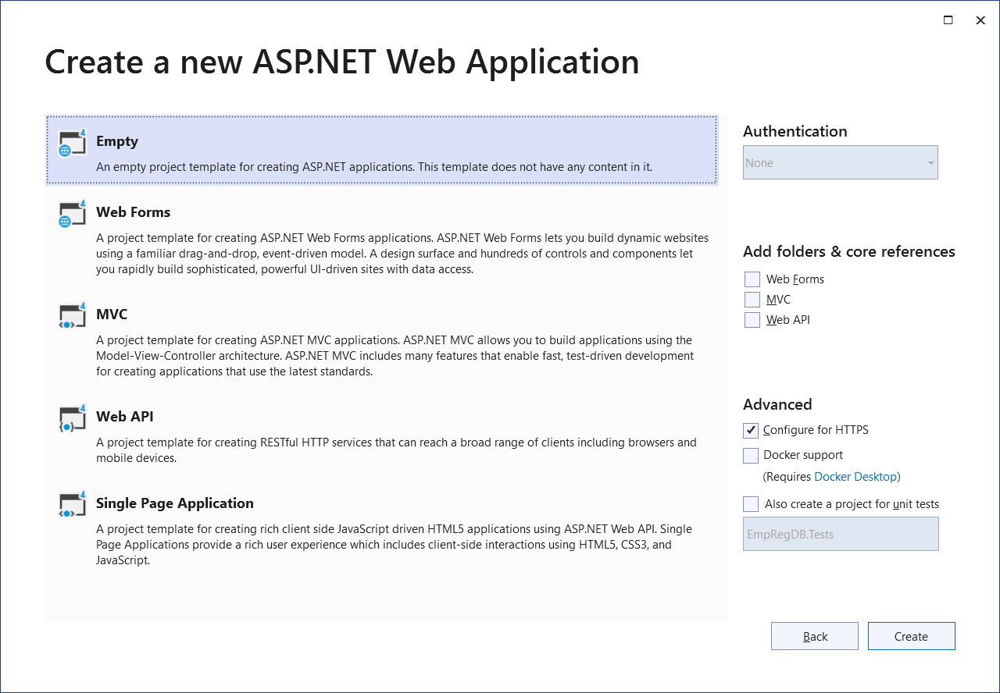 Create a new ASP.NET Web Application
4
Empty
An empty project template for creating ASP.NET applications. This template does not have any content in it.
4
Web Forms
A project template for creating ASP.NET Web Forms applications. ASP.NET Web Forms lets you build dynamic websites
using a familiar drag-and-drop, event-driven model. A design surface and hundreds of controls and components let
you rapidly build sophisticated, powerful UI-driven sites with data access.
4
MVC
A project template for creating ASP.NET MVC applications. ASP.NET MVC allows you to build applications using the
Model-View-Controller architecture. ASP.NET MVC includes many features that enable fast, test-driven development
for creating applications that use the latest standards.
4
Web API
A project template for creating RESTful HTTP services that can reach a broad range of clients including browsers and
mobile devices.
4
Single Page Application
A project template for creating rich client side JavaScript driven HTML5 applications using ASP.NET Web API. Single
Page Applications provide a rich user experience which includes client-side interactions using HTML5, CSS3, and
JavaScript.
Authentication
None
Add folders & core references
Web Forms
MVC
Web API
Advanced
Configure for HTTPS
Docker support
(Requires Docker Desktop)
Also create a project for unit tests
EmpRegDB.Tests
Back
Create